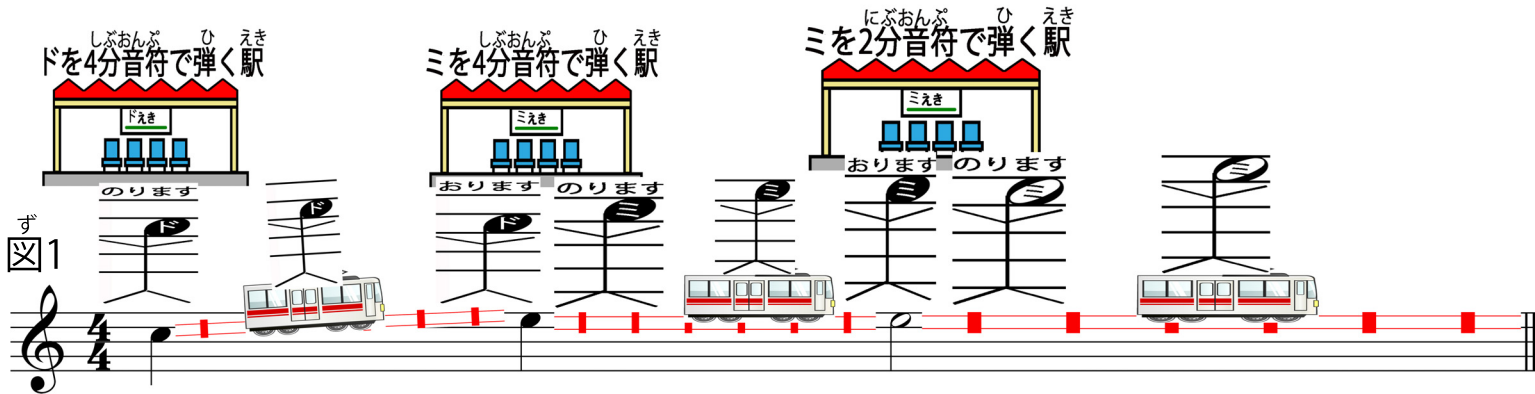 しぶおんぷ ひ えき
ドを4分音符で弾く駅
ドえき
のります
ド
ド
しぶおんぷ ひ えき
ミを4分音符で弾く駅
ミえき
おります のります
ド ミ
ミ
にぶおんぷ ひ えき
ミを2分音符で弾く駅
ミえき
おります のります
ミ ミ
ミ
ず
図1
4
4